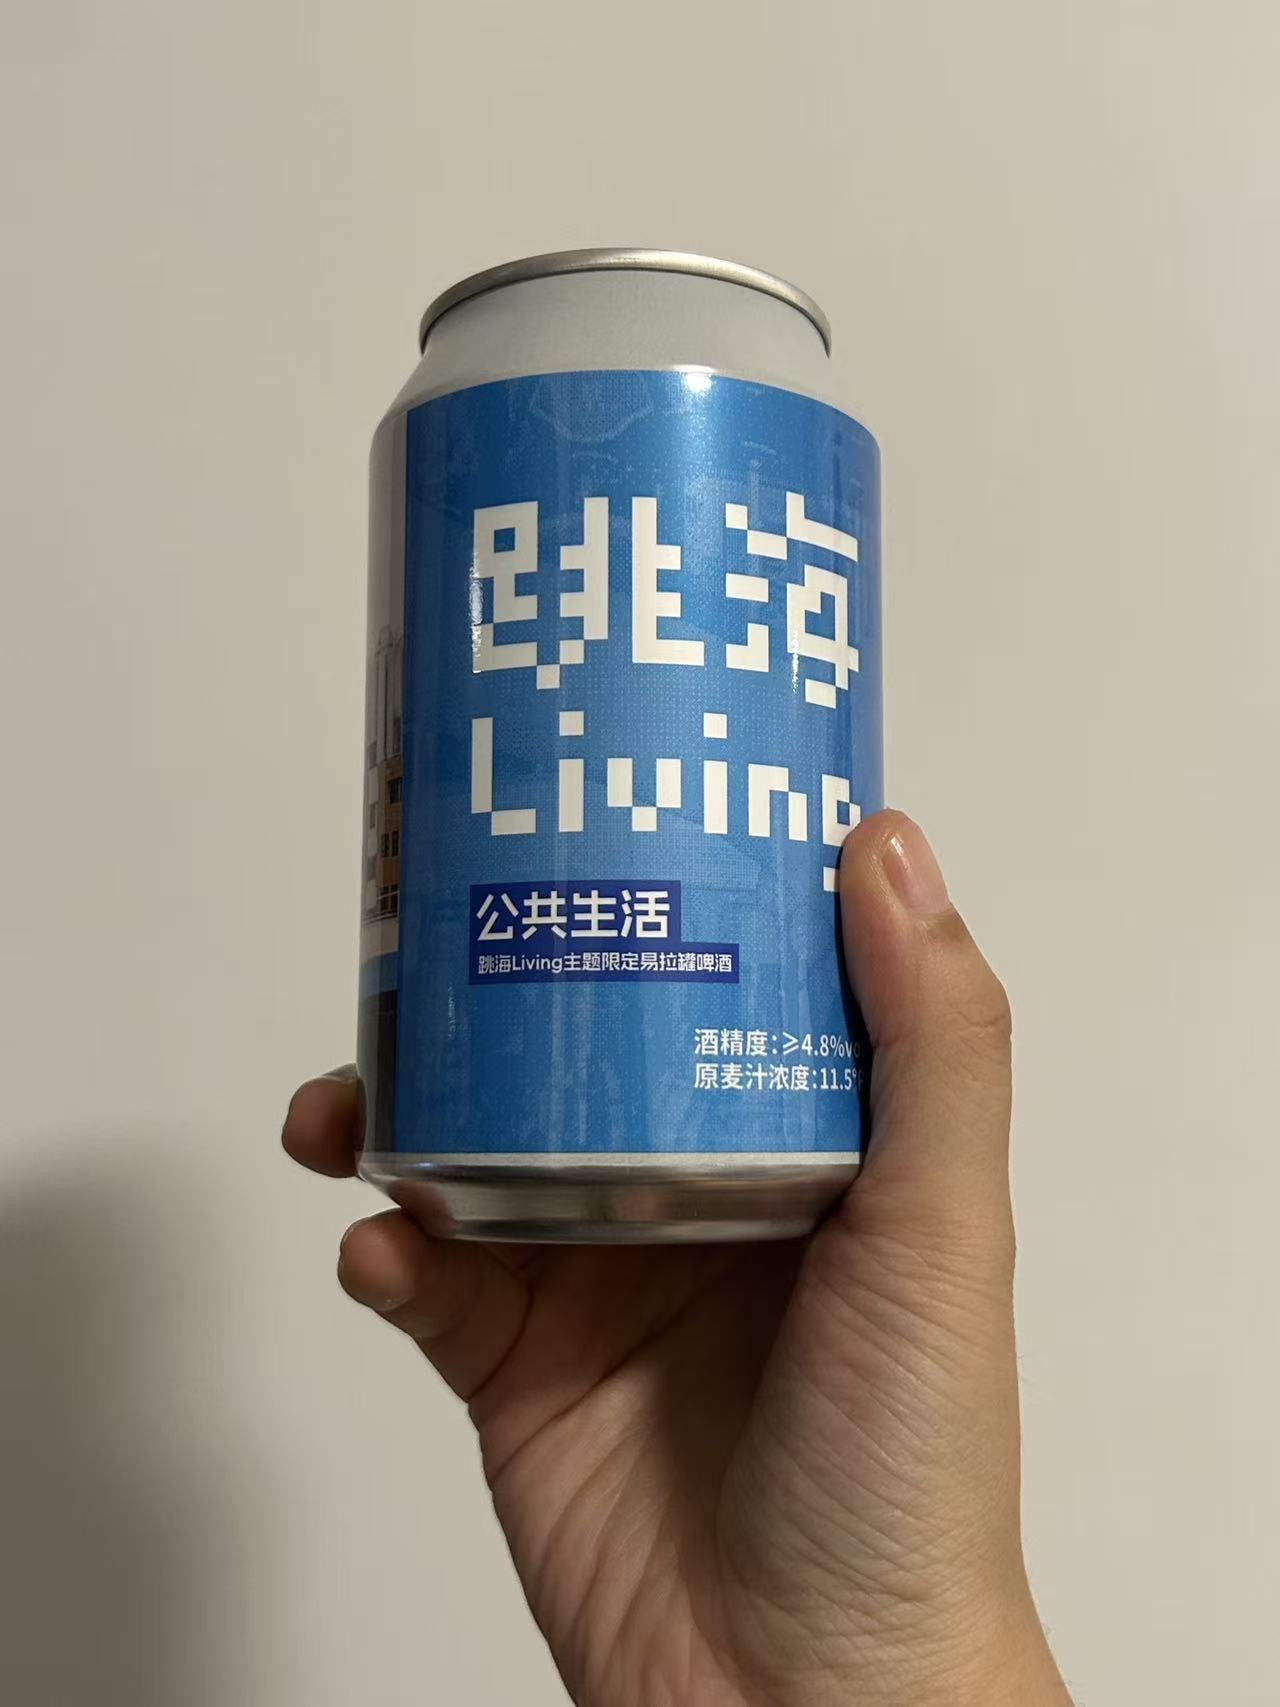 跳海
Living
公共生活
跳海Living主题限定易拉罐啤酒
酒精度:≥4.8%vo
原麦汁浓度:11.5°P